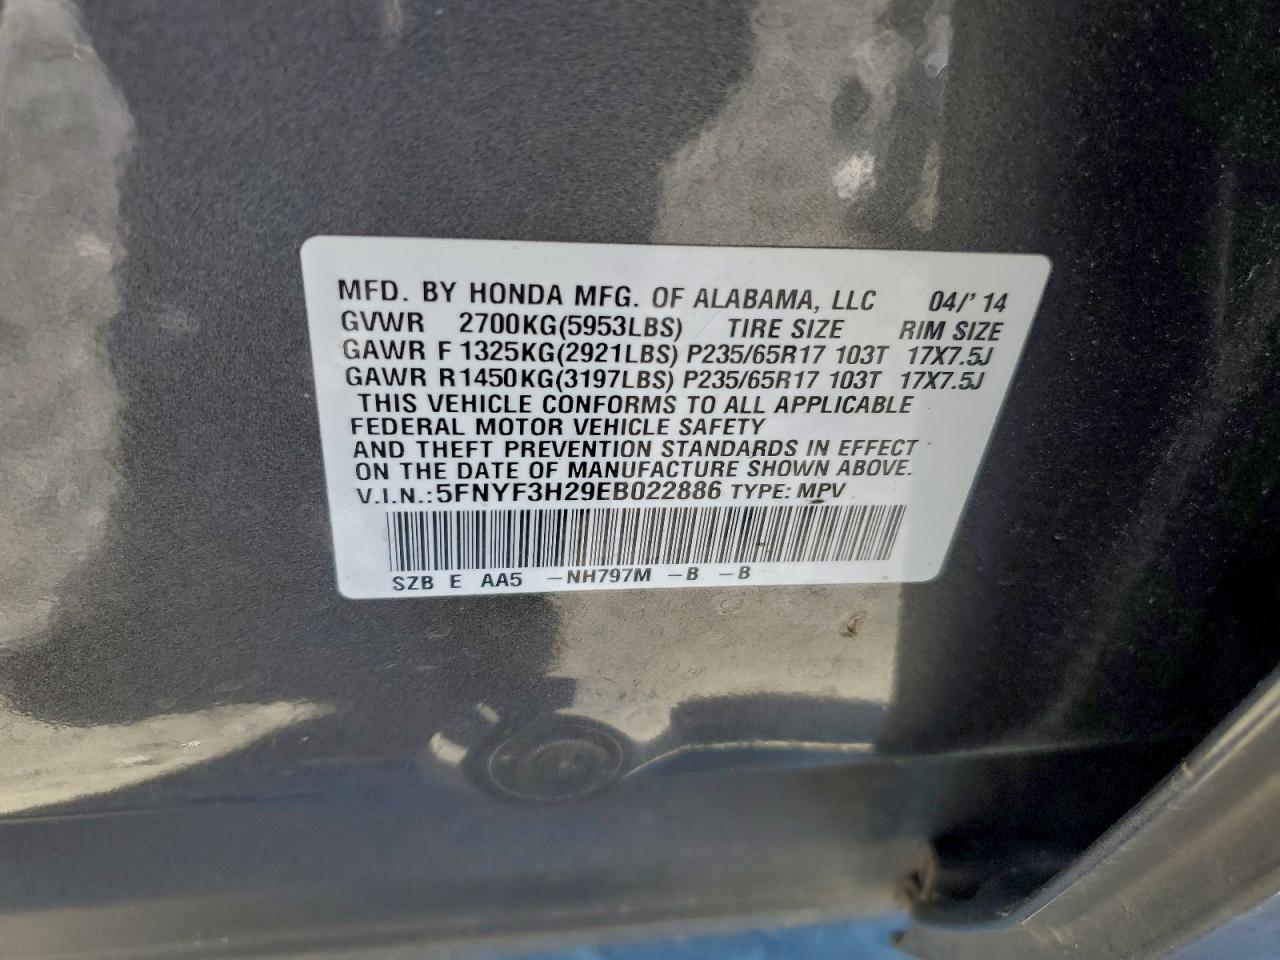 MFD. BY HONDA MFG. OF ALABAMA, LLC 04/'14
GVWR 2700KG(5953LBS) TIRE SIZE RIM SIZE
GAWR F 1325KG(2921LBS) P235/65R17 103T 17X7.5J
GAWR R1450KG(3197LBS) P235/65R17 103T 17X7.5J
THIS VEHICLE CONFORMS TO ALL APPLICABLE
FEDERAL MOTOR VEHICLE SAFETY
AND THEFT PREVENTION STANDARDS IN EFFECT
ON THE DATE OF MANUFACTURE SHOWN ABOVE.
V.I.N.:5FNYF3H29EB022886 TYPE: MPV
SZB E AA5 -NH797M -B -B